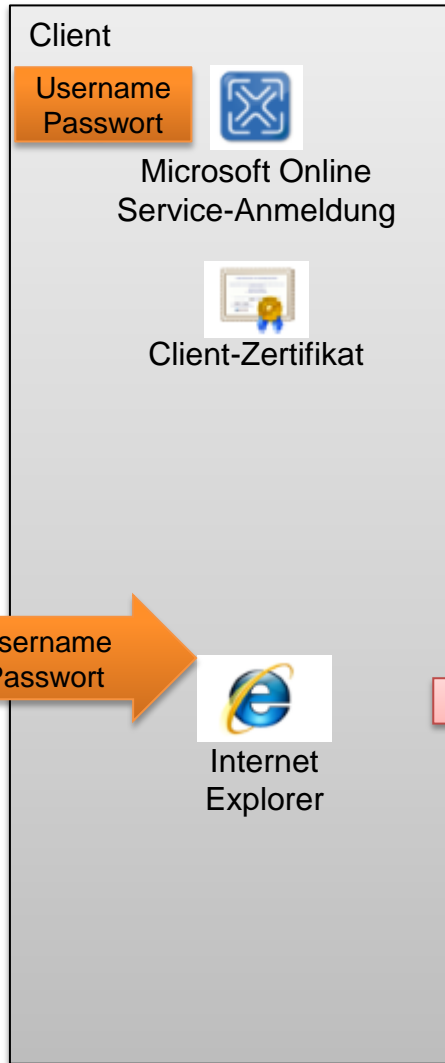 Client
Username
Passwort
Microsoft Online
Service-Anmeldung
Client-Zertifikat
sername
Passwort
Internet
Explorer